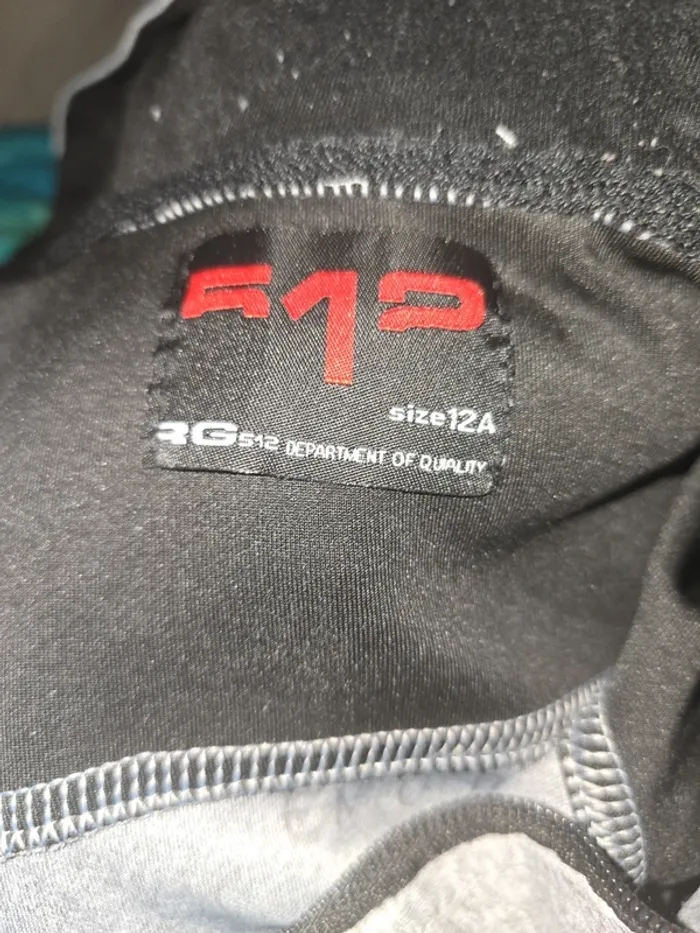 512
size12A
RG512 DEPARTMENT OF QUALITY